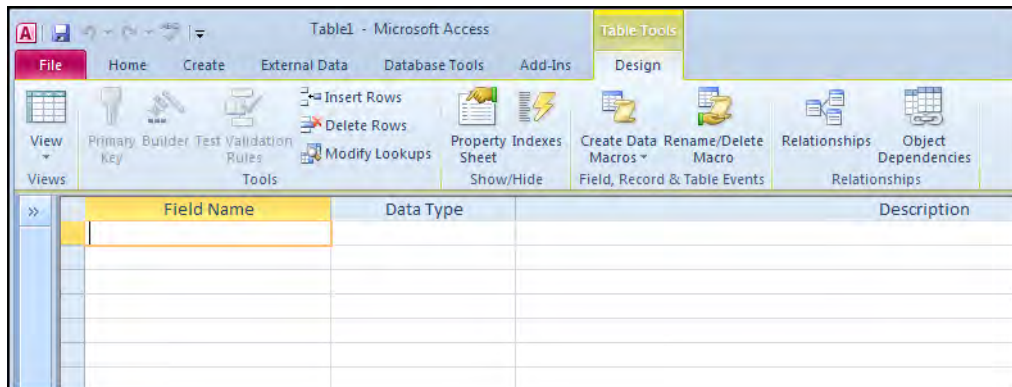 A Table1 - Microsoft Access Table Tools
File Home Create External Data Database Tools Add-Ins Design
View
Views
Primary Key
Builder
Test Validation Rules
Insert Rows
Delete Rows
Modify Lookups
Tools
Property Sheet
Indexes
Show/Hide
Create Data Macros
Rename/Delete Macro
Field, Record & Table Events
Relationships
Object Dependencies
Relationships
» Field Name Data Type Description